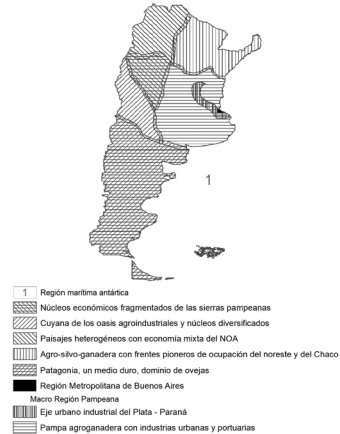 1
1 Región marítima antártica
Núcleos económicos fragmentados de las sierras pampeanas
Cuyana de los oasis agroindustriales y núcleos diversificados
Paisajes heterogéneos con economía mixta del NOA
Agro-silvo-ganadera con frentes pioneros de ocupación del noreste y del Chaco
Patagonia, un medio duro, dominio de ovejas
Región Metropolitana de Buenos Aires
Macro Región Pampeana
Eje urbano industrial del Plata - Paraná
Pampa agroganadera con industrias urbanas y portuarias